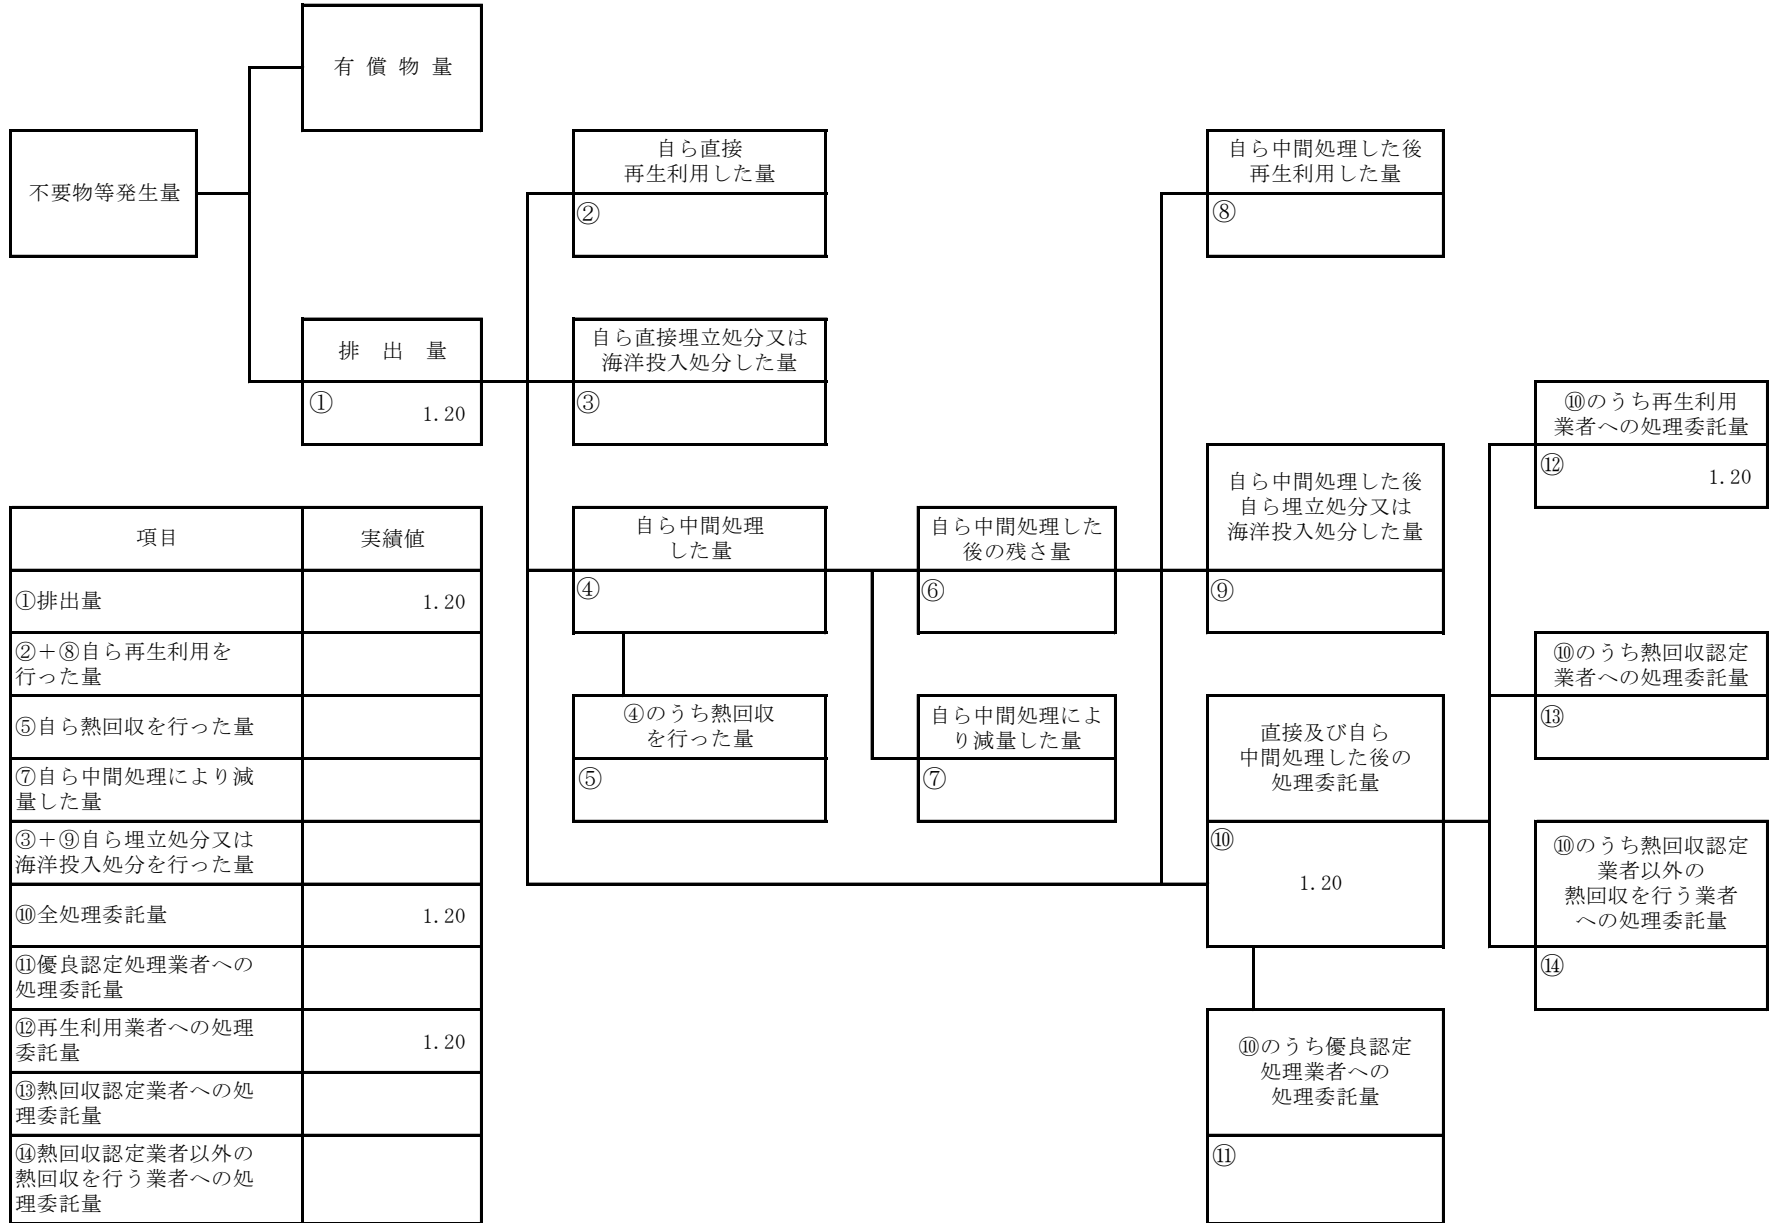 有 償 物 量
不要物等発生量
自ら直接
再生利用した量
②
自ら中間処理した後
再生利用した量
⑧
排 出 量
①
1.20
自ら直接埋立処分又は
海洋投入処分した量
③
⑩のうち再生利用
業者への処理委託量
⑫
1.20
自ら中間処理
した量
④
自ら中間処理した
後の残さ量
⑥
自ら中間処理した後
自ら埋立処分又は
海洋投入処分した量
⑨
⑩のうち熱回収認定
業者への処理委託量
⑬
④のうち熱回収
を行った量
⑤
自ら中間処理によ
り減量した量
⑦
直接及び自ら
中間処理した後の
処理委託量
⑩
1.20
⑩のうち熱回収認定
業者以外の
熱回収を行う業者
への処理委託量
⑭
⑩のうち優良認定
処理業者への
処理委託量
⑪
項目 実績値
①排出量 1.20
②＋⑧自ら再生利用を
行った量
⑤自ら熱回収を行った量
⑦自ら中間処理により減
量した量
③＋⑨自ら埋立処分又は
海洋投入処分を行った量
⑩全処理委託量 1.20
⑪優良認定処理業者への
処理委託量
⑫再生利用業者への処理
委託量 1.20
⑬熱回収認定業者への処
理委託量
⑭熱回収認定業者以外の
熱回収を行う業者への処
理委託量